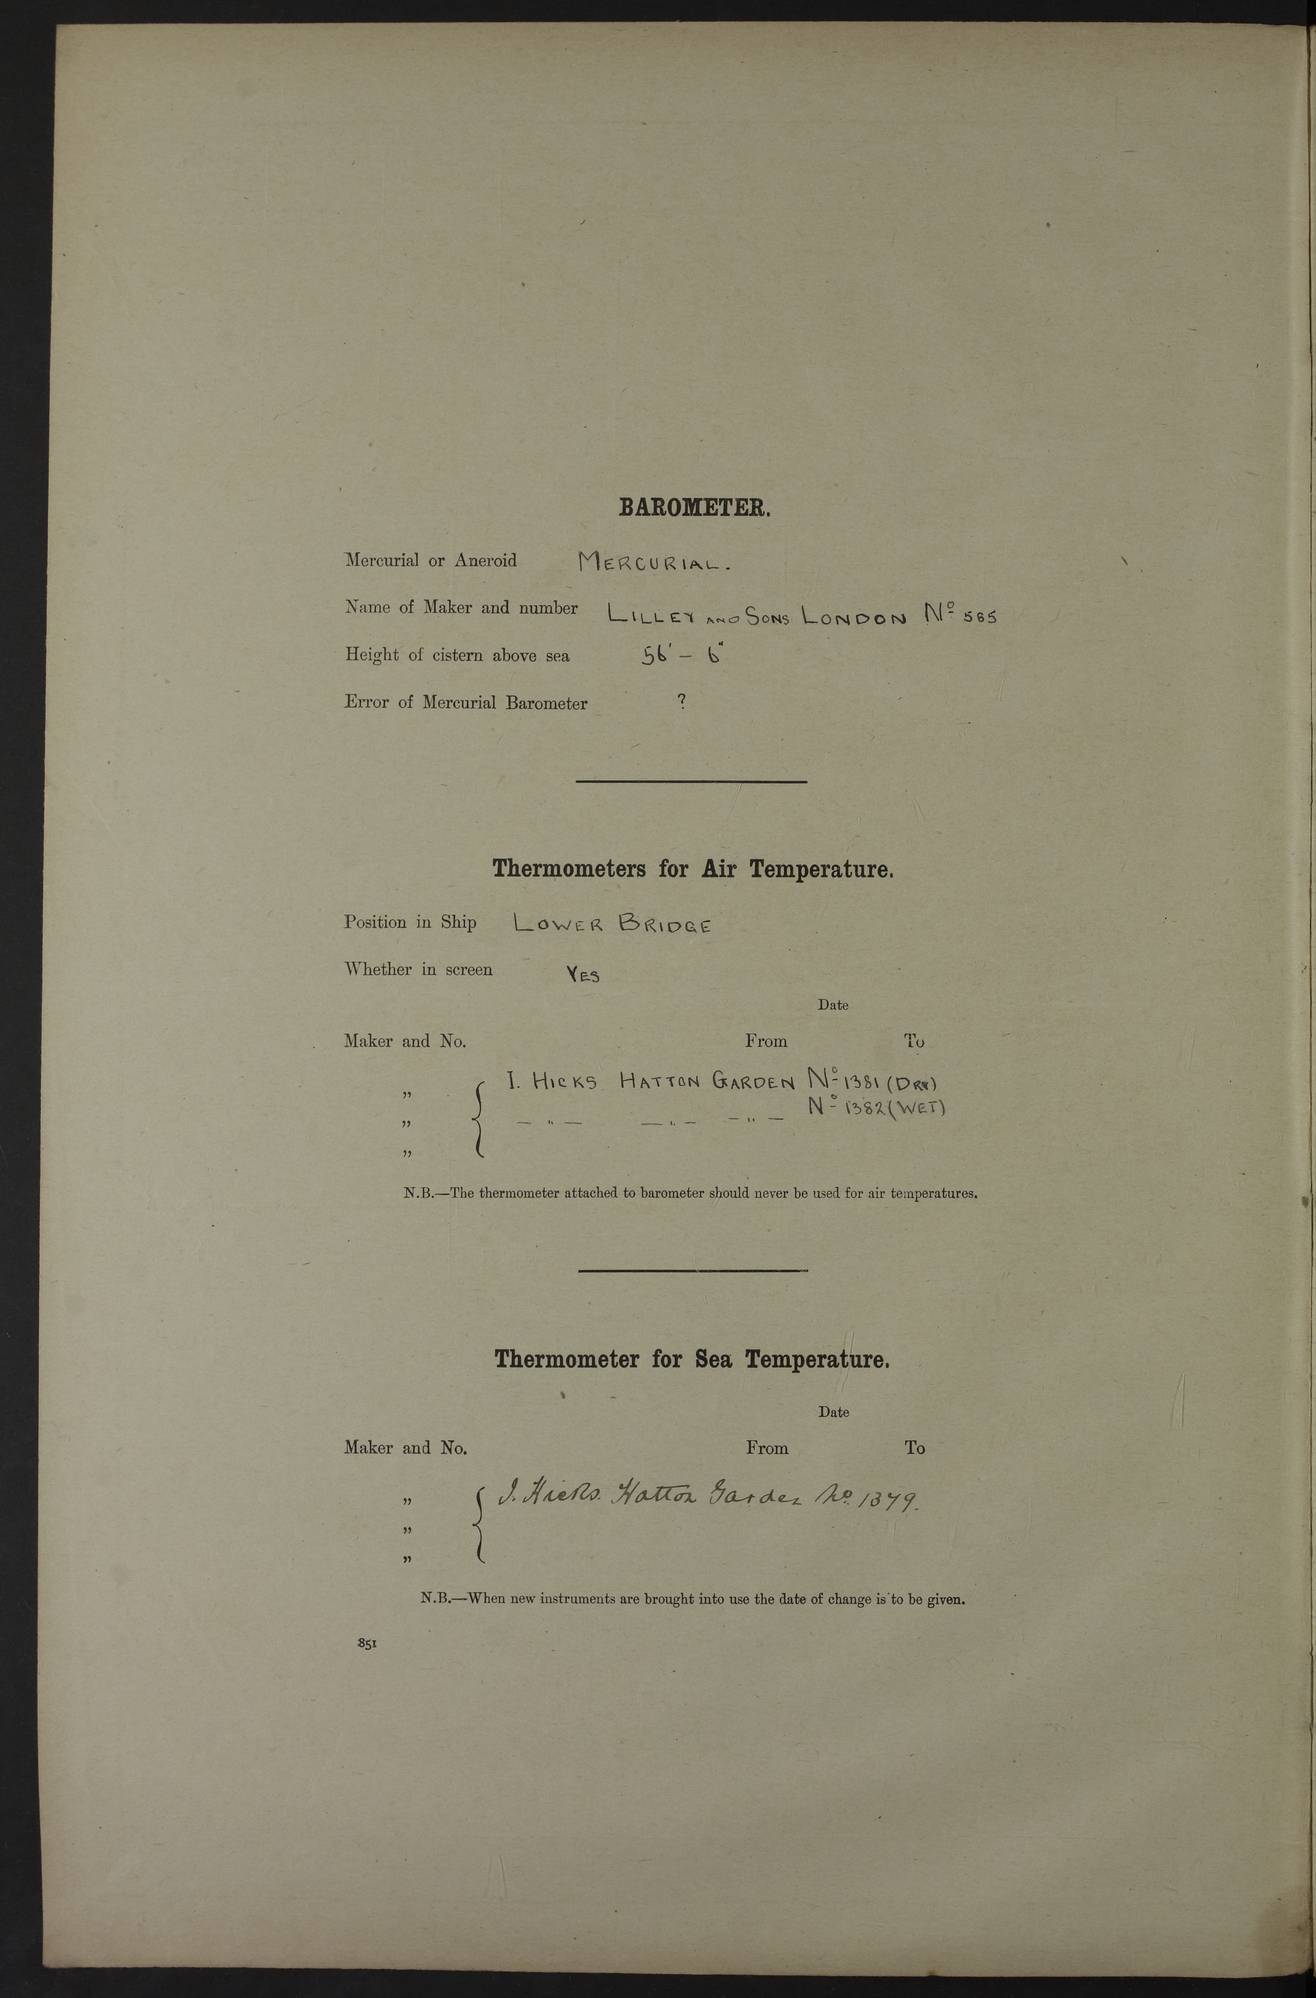 BAROMETER.
Mercurial or Aneroid MERCURIAL.
Name of Maker and number LILLEY AND SONS LONDON Nº 565
Height of cistern above sea 56' - 6"
Error of Mercurial Barometer ?
Thermometers for Air Temperature.
Position in Ship LOWER BRIDGE
Whether in screen YES
Date
Maker and No. From To
„ I. HICKS HATTON GARDEN Nº 1381 (DRY)
„ — " — — " — — " — Nº 1382 (WET)
„
N.B.—The thermometer attached to barometer should never be used for air temperatures.
Thermometer for Sea Temperature.
Date
Maker and No. From To
„ J. Hicks. Hatton Garden No. 1379.
„
„
N.B.—When new instruments are brought into use the date of change is to be given.
851